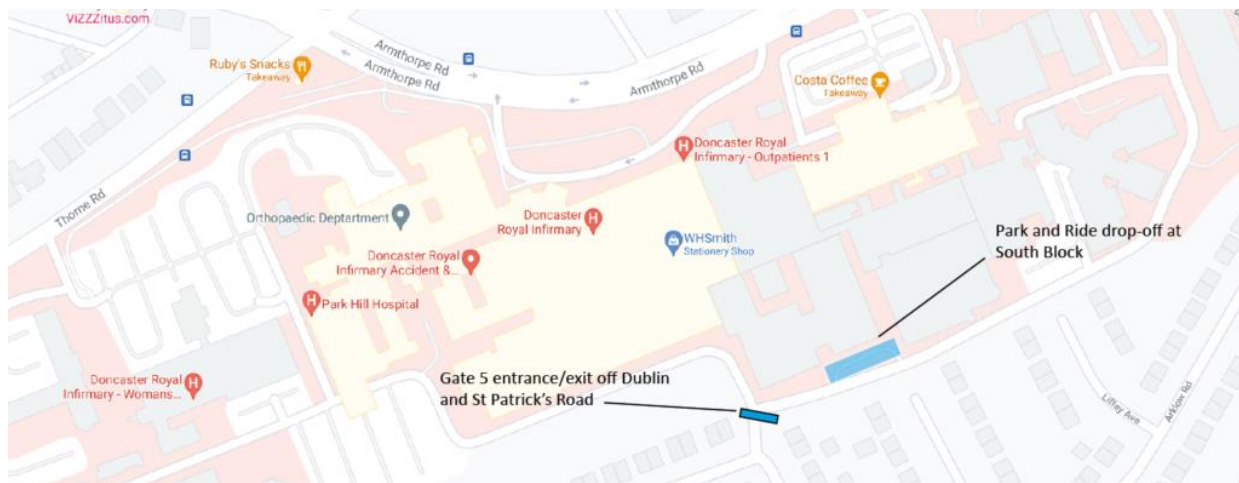 ViZZZitus.com
Ruby's Snacks
Takeaway
Armthorpe Rd
Armthorpe Rd
Armthorpe Rd
Costa Coffee
Takeaway
Doncaster Royal
Infirmary - Outpatients 1
Thorne Rd
Orthopaedic Deptartment
Doncaster
Royal Infirmary
WHSmith
Stationery Shop
Park and Ride drop-off at
South Block
Doncaster Royal
Infirmary Accident &...
Park Hill Hospital
Doncaster Royal
Infirmary - Womans...
Gate 5 entrance/exit off Dublin
and St Patrick's Road
Liffey Ave
Arklow Rd